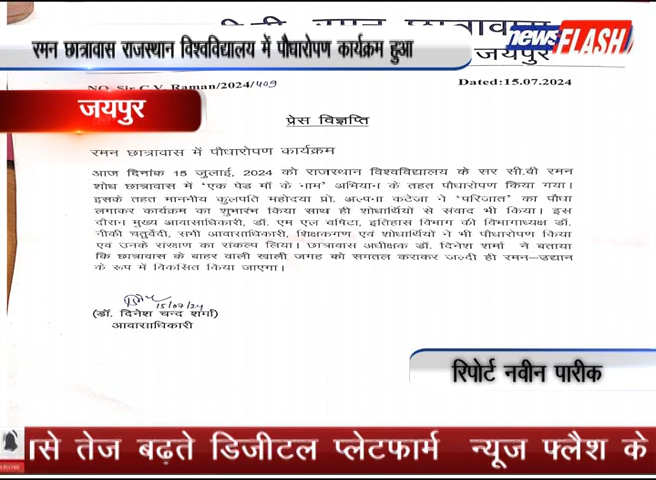 रमन छात्रावास राजस्थान विश्वविद्यालय में पौधारोपण कार्यक्रम हुआ
news FLASH
जयपुर
जयपुर
NO. Sir C.V. Raman/2024/409 Dated:15.07.2024
प्रेस विज्ञप्ति
रमन छात्रावास में पौधारोपण कार्यक्रम
आज दिनांक 15 जुलाई, 2024 को राजस्थान विश्वविद्यालय के सर सी.वी रमन
शोध छात्रावास में 'एक पेड माँ के नाम' अभियान के तहत पौधारोपण किया गया।
इसके तहत माननीय कुलपति महोदया प्रो. अल्पना कटेजा ने 'परिजात' का पौधा
लगाकर कार्यक्रम का शुभारंभ किया साथ ही शोधार्थियों से संवाद भी किया। इस
दौरान मुख्य आवासाधिकारी, डॉ. एम एल वशिटा, इतिहास विभाग की विभागाध्यक्ष डॉ.
नीकी चतुर्वेदी, सभी आवासाधिकारी, शिक्षकगण एवं शोधार्थियों ने भी पौधारोपण किया
एवं उनके संरक्षण का संकल्प लिया। छात्रावास अधीक्षक डॉ. दिनेश शर्मा ने बताया
कि छात्रावास के बाहर वाली खाली जगह को समतल कराकर जल्दी ही रमन–उद्यान
के रूप में विकसित किया जाएगा।
15/07/24
(डॉ. दिनेश चन्द शर्मा)
आवासाधिकारी
रिपोर्ट नवीन पारीक
से तेज बढ़ते डिजीटल प्लेटफार्म न्यूज फ्लैश के